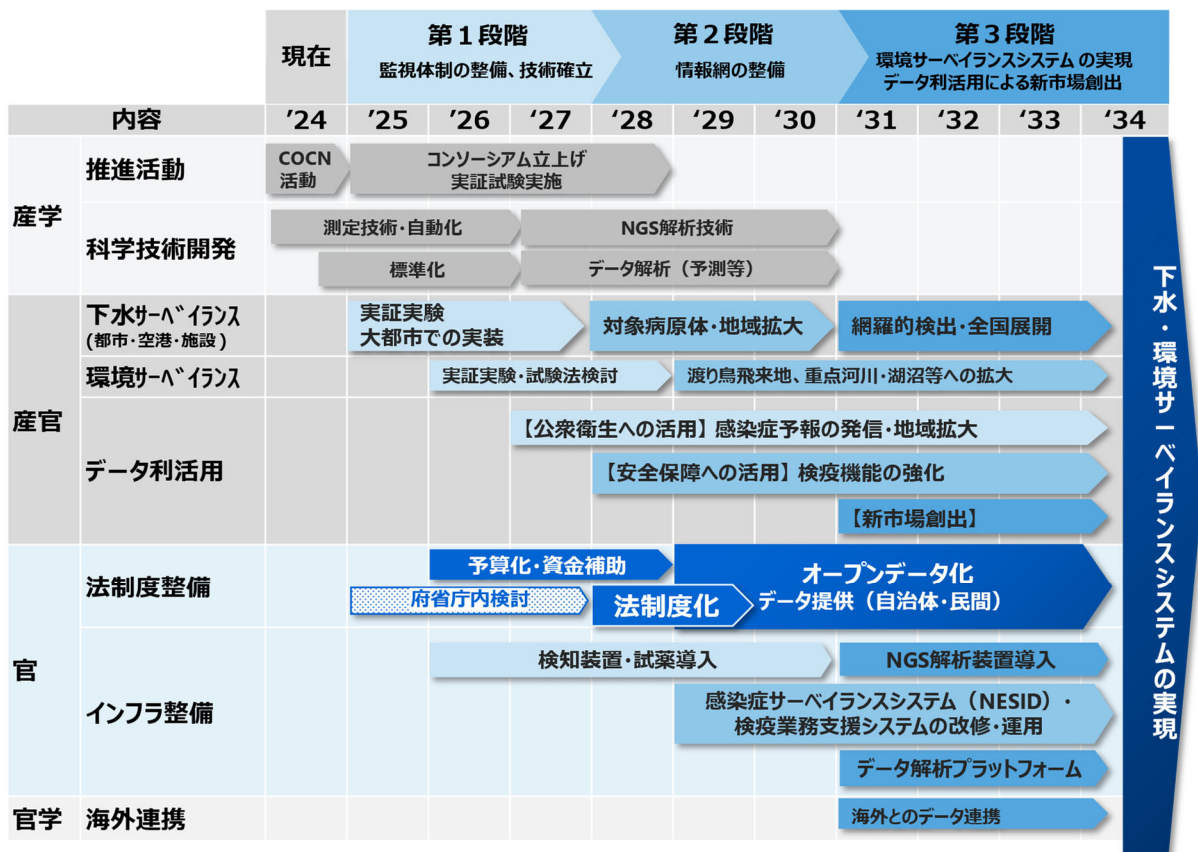 現在
第１段階
監視体制の整備、技術確立
第２段階
情報網の整備
第３段階
環境サーベイランスシステム の実現
データ利活用による新市場創出
内容
’24
‘25
‘26
‘27
‘28
‘29
‘30
‘31
‘32
‘33
‘34
産学
推進活動
COCN
活動
コンソーシアム立上げ
実証試験実施
科学技術開発
測定技術・自動化
NGS解析技術
標準化
データ解析（予測等）
産官
下水ｻｰﾍﾞｲﾗﾝｽ
(都市・空港・施設)
実証実験
大都市での実装
対象病原体・地域拡大
網羅的検出・全国展開
環境ｻｰﾍﾞｲﾗﾝｽ
実証実験・試験法検討
渡り鳥飛来地、重点河川・湖沼等への拡大
データ利活用
【公衆衛生への活用】感染症予報の発信・地域拡大
【安全保障への活用】検疫機能の強化
【新市場創出】
官
法制度整備
予算化・資金補助
府省庁内検討
法制度化
オープンデータ化
データ提供（自治体・民間）
インフラ整備
検知装置・試薬導入
NGS解析装置導入
感染症サーベイランスシステム（NESID）・
検疫業務支援システムの改修・運用
データ解析プラットフォーム
官学
海外連携
海外とのデータ連携
下水・環境サーベイランスシステムの実現